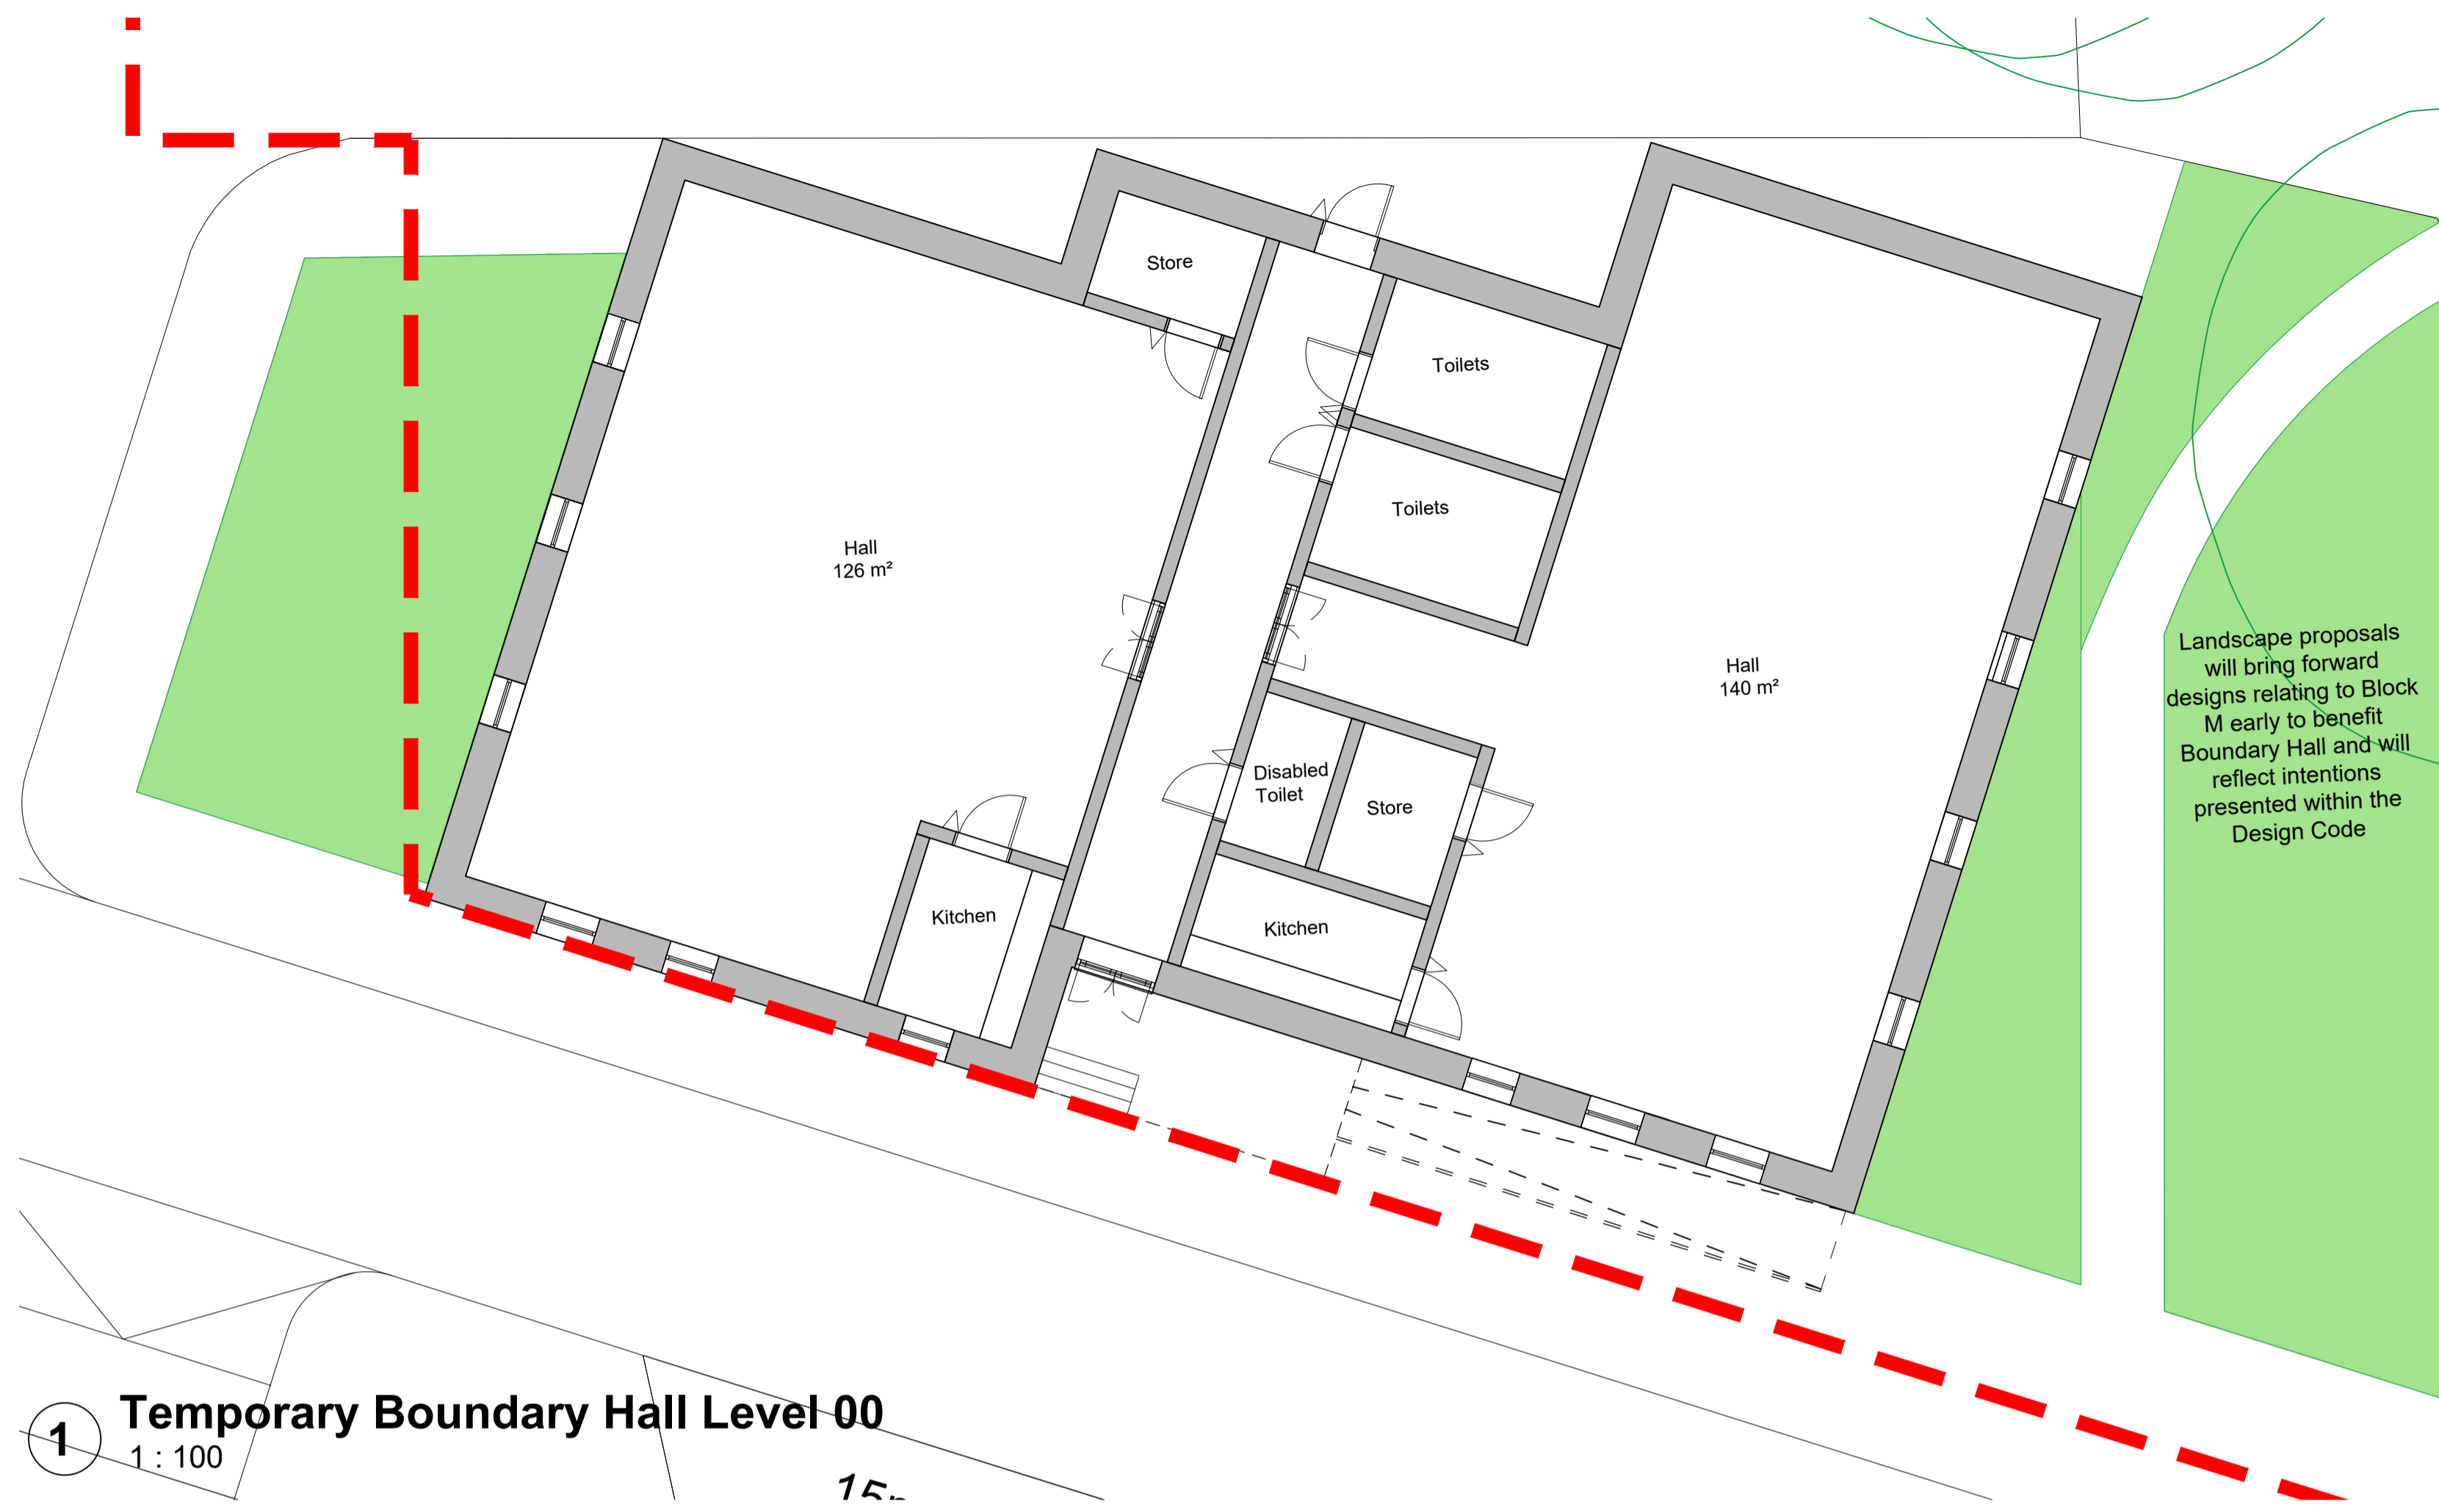 Store
Toilets
Toilets
Hall
126 m²
Hall
140 m²
Disabled
Toilet
Store
Kitchen
Kitchen
Landscape proposals
will bring forward
designs relating to Block
M early to benefit
Boundary Hall and will
reflect intentions
presented within the
Design Code
1
Temporary Boundary Hall Level 00
1 : 100